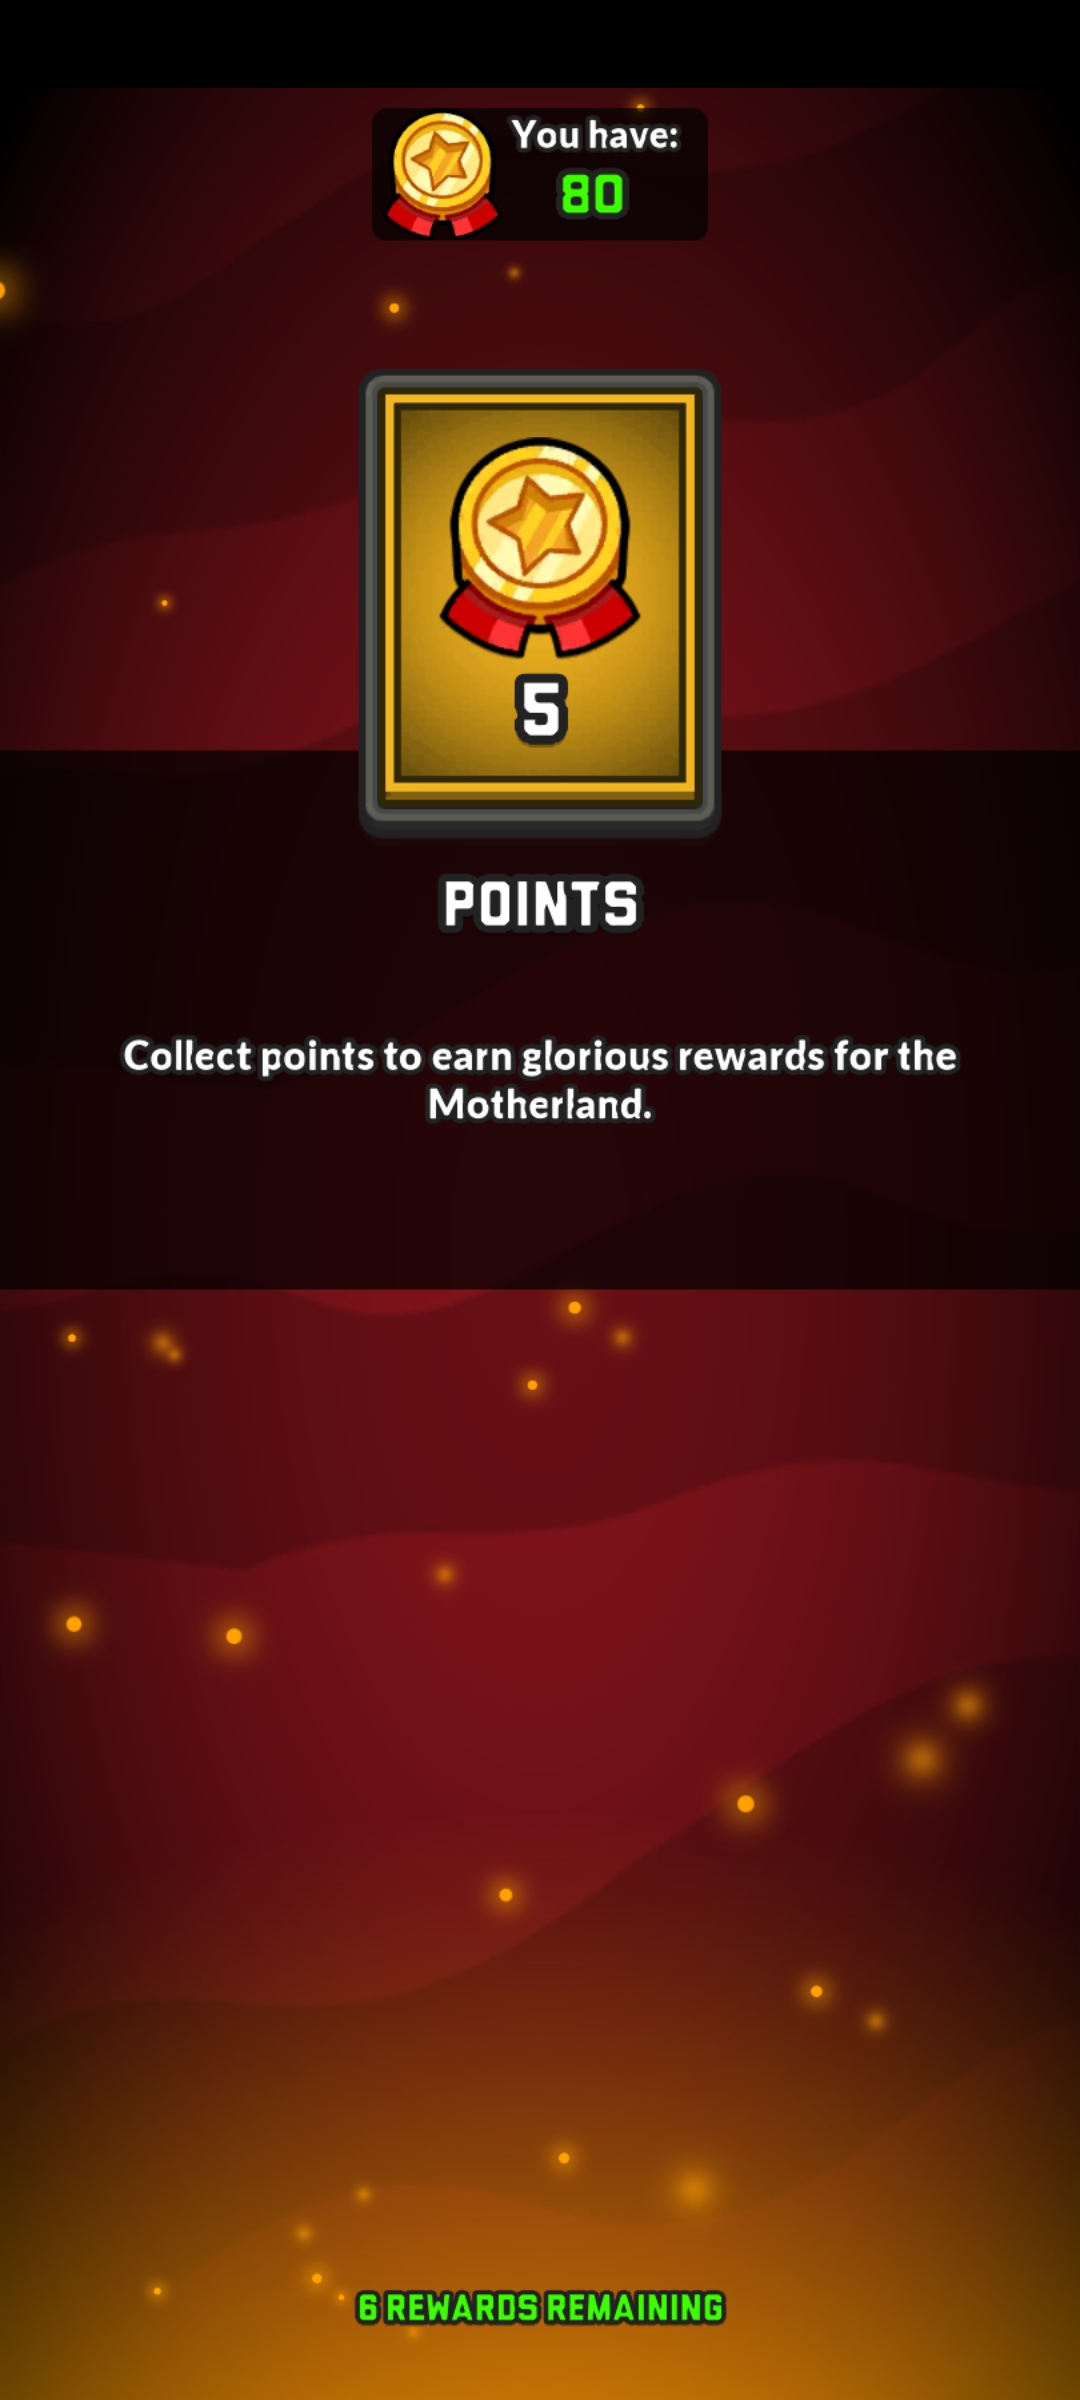 You have:
80
5
POINTS
Collect points to earn glorious rewards for the
Motherland.
6 REWARDS REMAINING